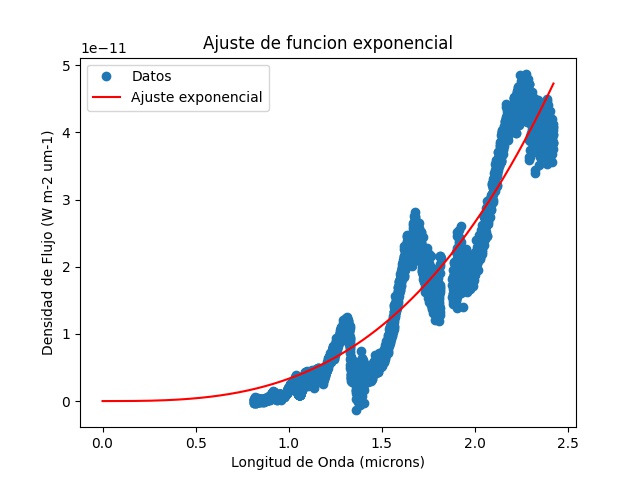 Ajuste de funcion exponencial
1e−11
Datos
Ajuste exponencial
5
4
3
2
1
0
Densidad de Flujo (W m-2 um-1)
0.0 0.5 1.0 1.5 2.0 2.5
Longitud de Onda (microns)